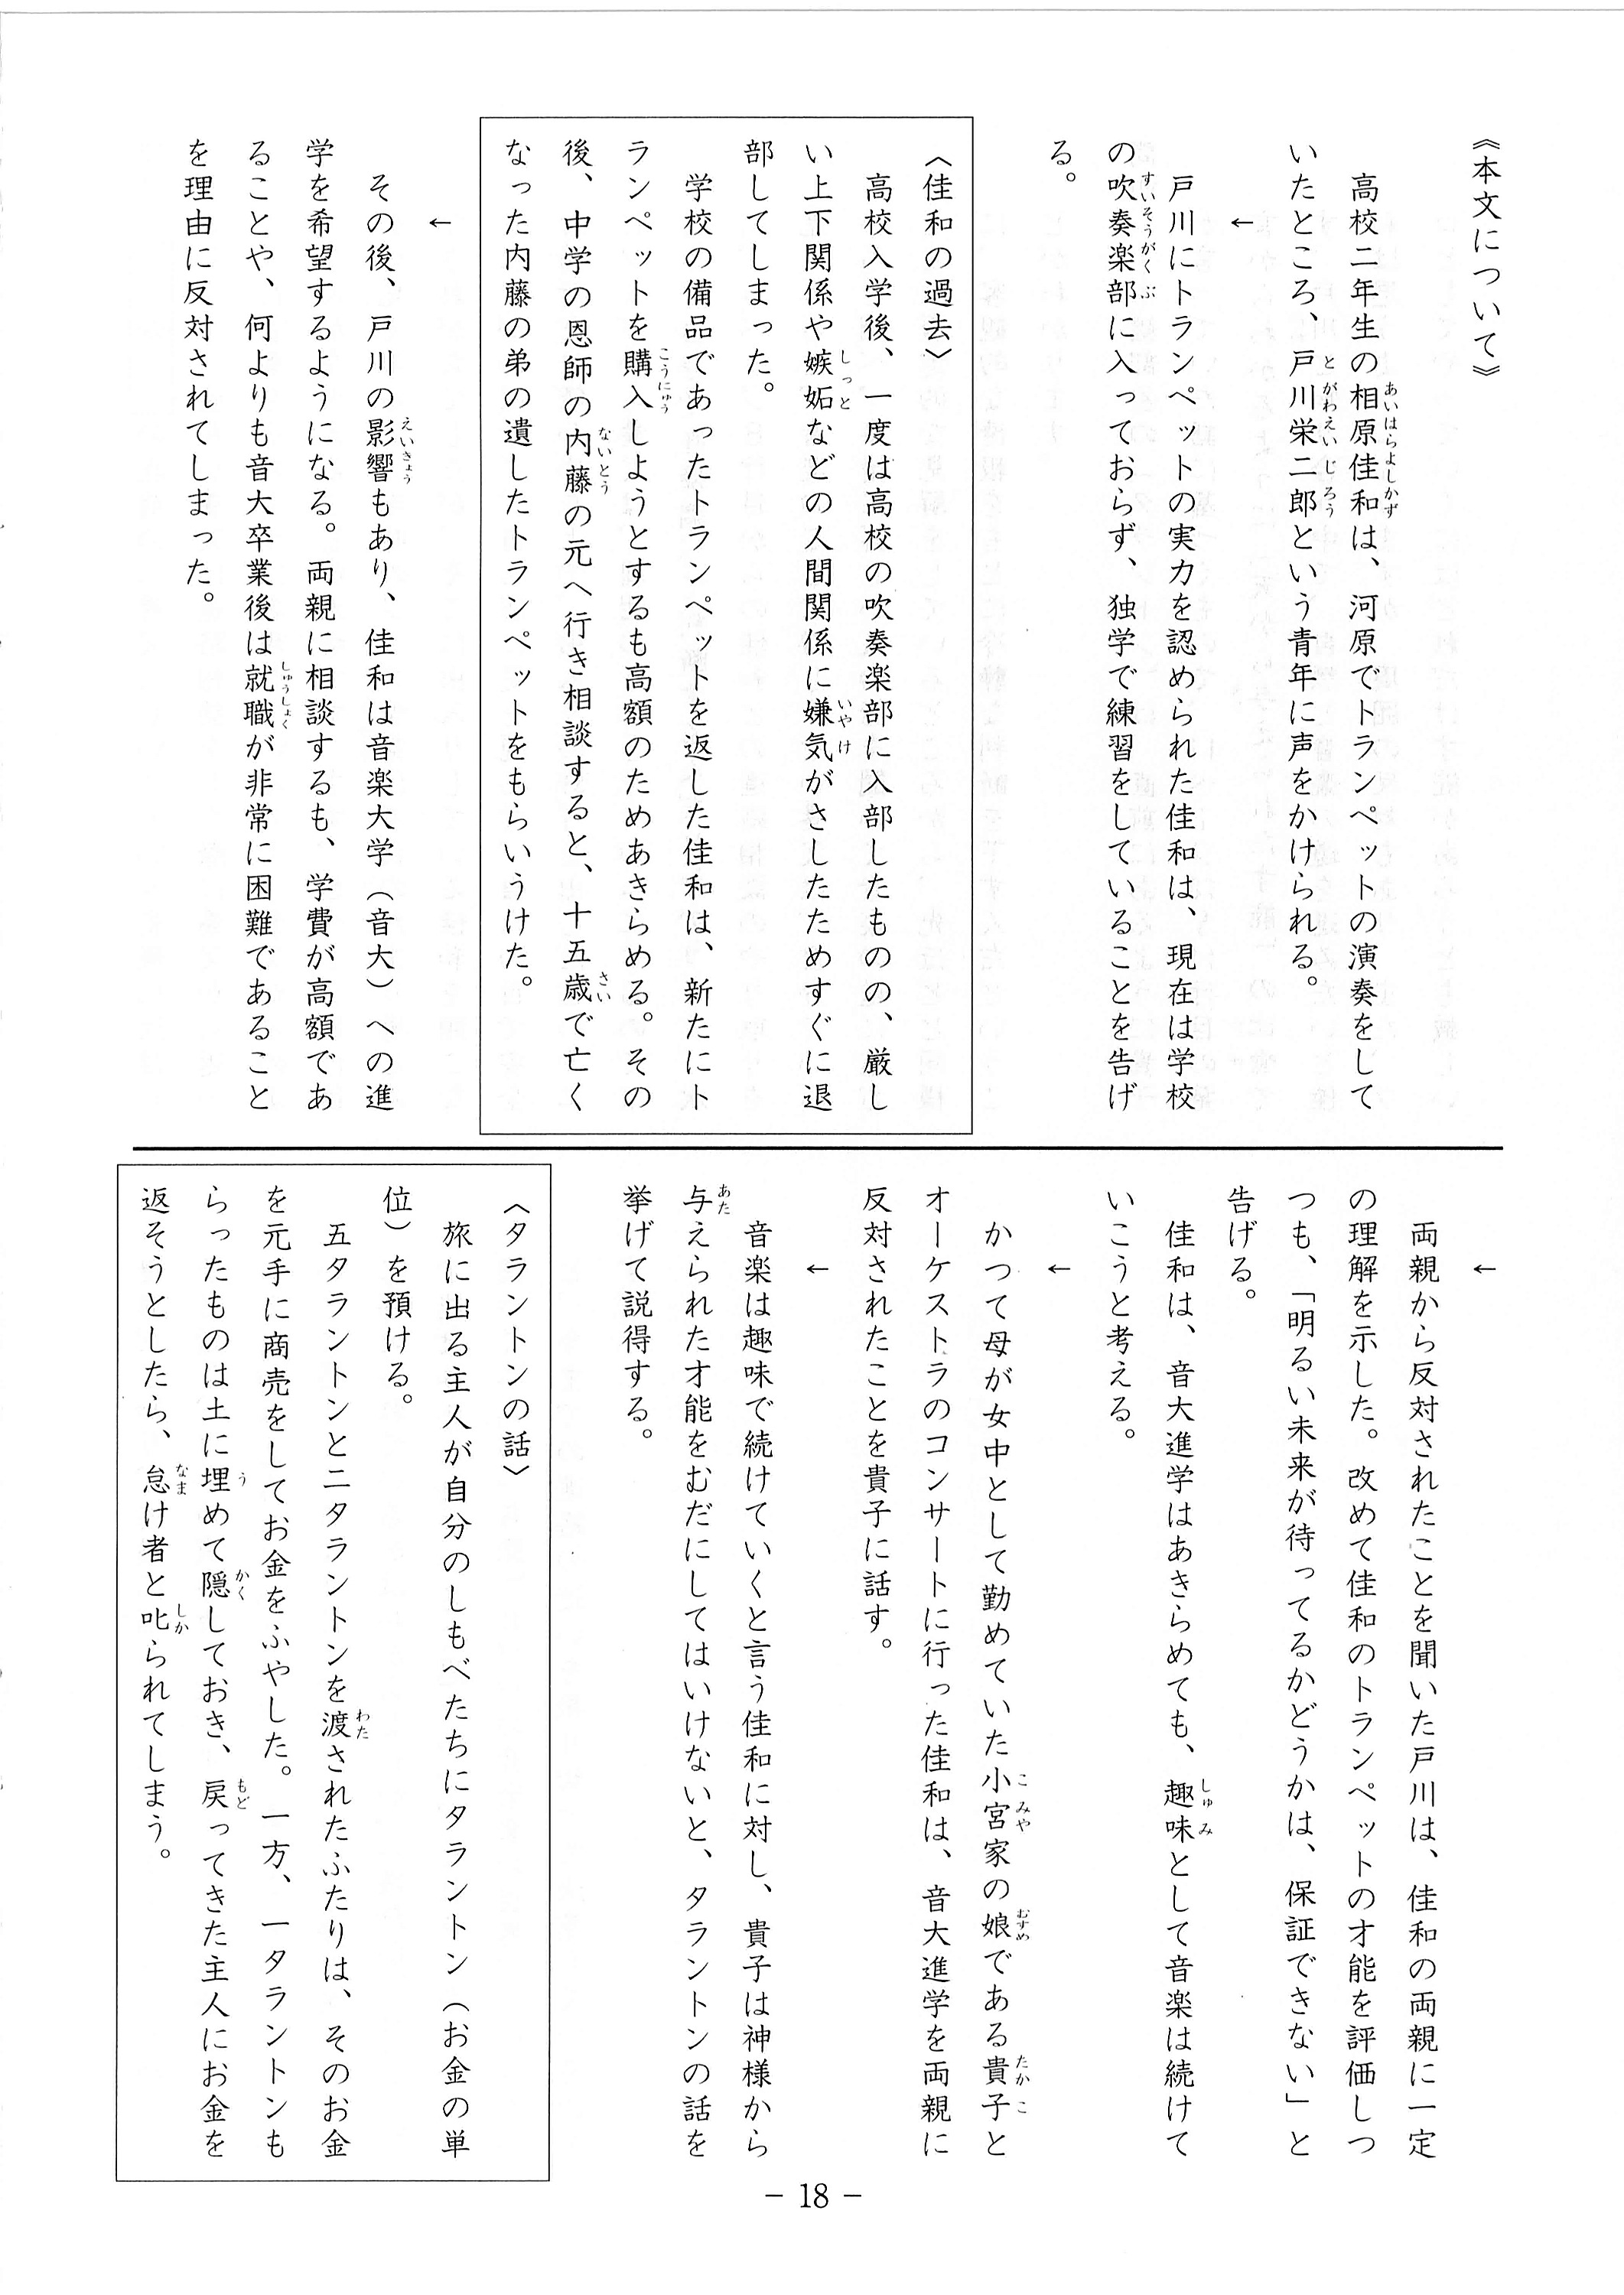 《本文について》
高校二年生の相原佳和は、河原でトランペットの演奏をして
いたところ、戸川栄二郎という青年に声をかけられる。
←
戸川にトランペットの実力を認められた佳和は、現在は学校
の吹奏楽部に入っておらず、独学で練習をしていることを告げ
る。
〈佳和の過去〉
高校入学後、一度は高校の吹奏楽部に入部したものの、厳し
い上下関係や嫉妬などの人間関係に嫌気がさしたためすぐに退
部してしまった。
学校の備品であったトランペットを返した佳和は、新たにト
ランペットを購入しようとするも高額のためあきらめる。その
後、中学の恩師の内藤の元へ行き相談すると、十五歳で亡く
なった内藤の弟の遺したトランペットをもらいうけた。
←
その後、戸川の影響もあり、佳和は音楽大学（音大）への進
学を希望するようになる。両親に相談するも、学費が高額であ
ることや、何よりも音大卒業後は就職が非常に困難であること
を理由に反対されてしまった。
←
両親から反対されたことを聞いた戸川は、佳和の両親に一定
の理解を示した。改めて佳和のトランペットの才能を評価しつ
つも、「明るい未来が待ってるかどうかは、保証できない」と
告げる。
佳和は、音大進学はあきらめても、趣味として音楽は続けて
いこうと考える。
←
かつて母が女中として勤めていた小宮家の娘である貴子と
オーケストラのコンサートに行った佳和は、音大進学を両親に
反対されたことを貴子に話す。
←
音楽は趣味で続けていくと言う佳和に対し、貴子は神様から
与えられた才能をむだにしてはいけないと、タラントンの話を
挙げて説得する。
〈タラントンの話〉
旅に出る主人が自分のしもべたちにタラントン（お金の単
位）を預ける。
五タラントンと二タラントンを渡されたふたりは、そのお金
を元手に商売をしてお金をふやした。一方、一タラントンも
らったものは土に埋めて隠しておき、戻ってきた主人にお金を
返そうとしたら、怠け者と叱られてしまう。
－ 18 －